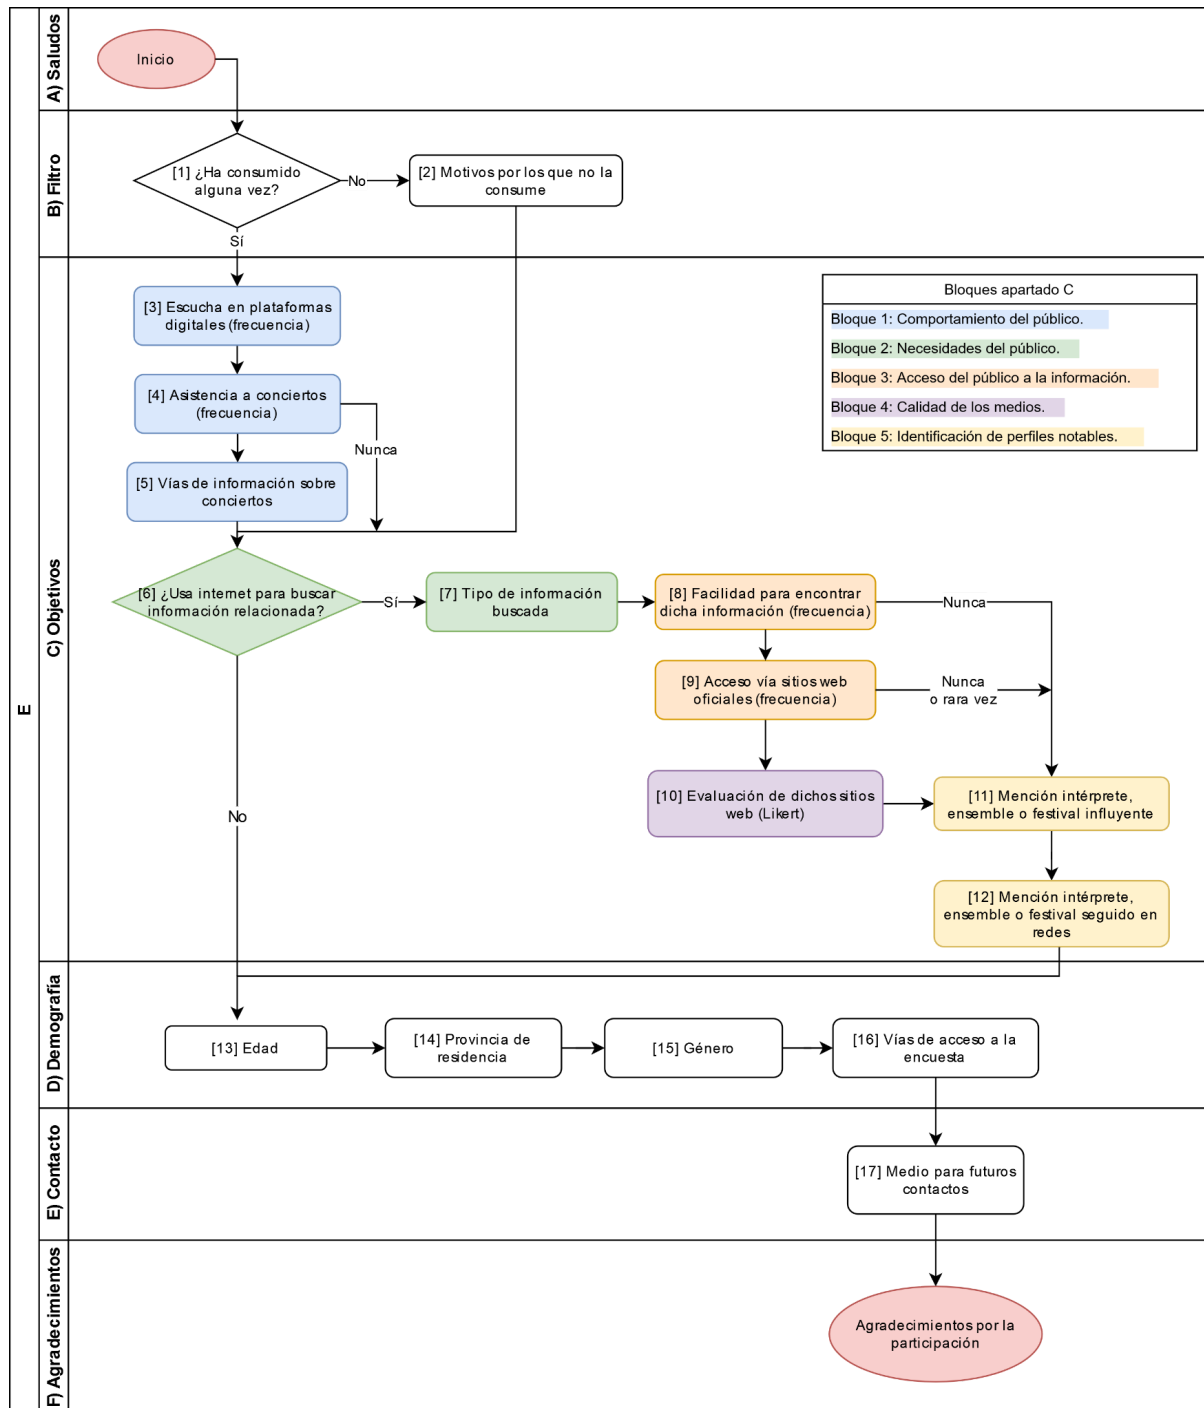 E
A) Saludos
Inicio
B) Filtro
[1] ¿Ha consumido
alguna vez?
No
[2] Motivos por los que no la
consume
Sí
C) Objetivos
[3] Escucha en plataformas
digitales (frecuencia)
[4] Asistencia a conciertos
(frecuencia)
Nunca
[5] Vías de información sobre
conciertos
Bloques apartado C
Bloque 1: Comportamiento del público.
Bloque 2: Necesidades del público.
Bloque 3: Acceso del público a la información.
Bloque 4: Calidad de los medios.
Bloque 5: Identificación de perfiles notables.
[6] ¿Usa internet para buscar
información relacionada?
Sí
[7] Tipo de información
buscada
[8] Facilidad para encontrar
dicha información (frecuencia)
Nunca
[9] Acceso vía sitios web
oficiales (frecuencia)
Nunca
o rara vez
No
[10] Evaluación de dichos sitios
web (Likert)
[11] Mención intérprete,
ensemble o festival influyente
[12] Mención intérprete,
ensemble o festival seguido en
redes
D) Demografía
[13] Edad
[14] Provincia de
residencia
[15] Género
[16] Vías de acceso a la
encuesta
E) Contacto
[17] Medio para futuros
contactos
F) Agradecimientos
Agradecimientos por la
participación